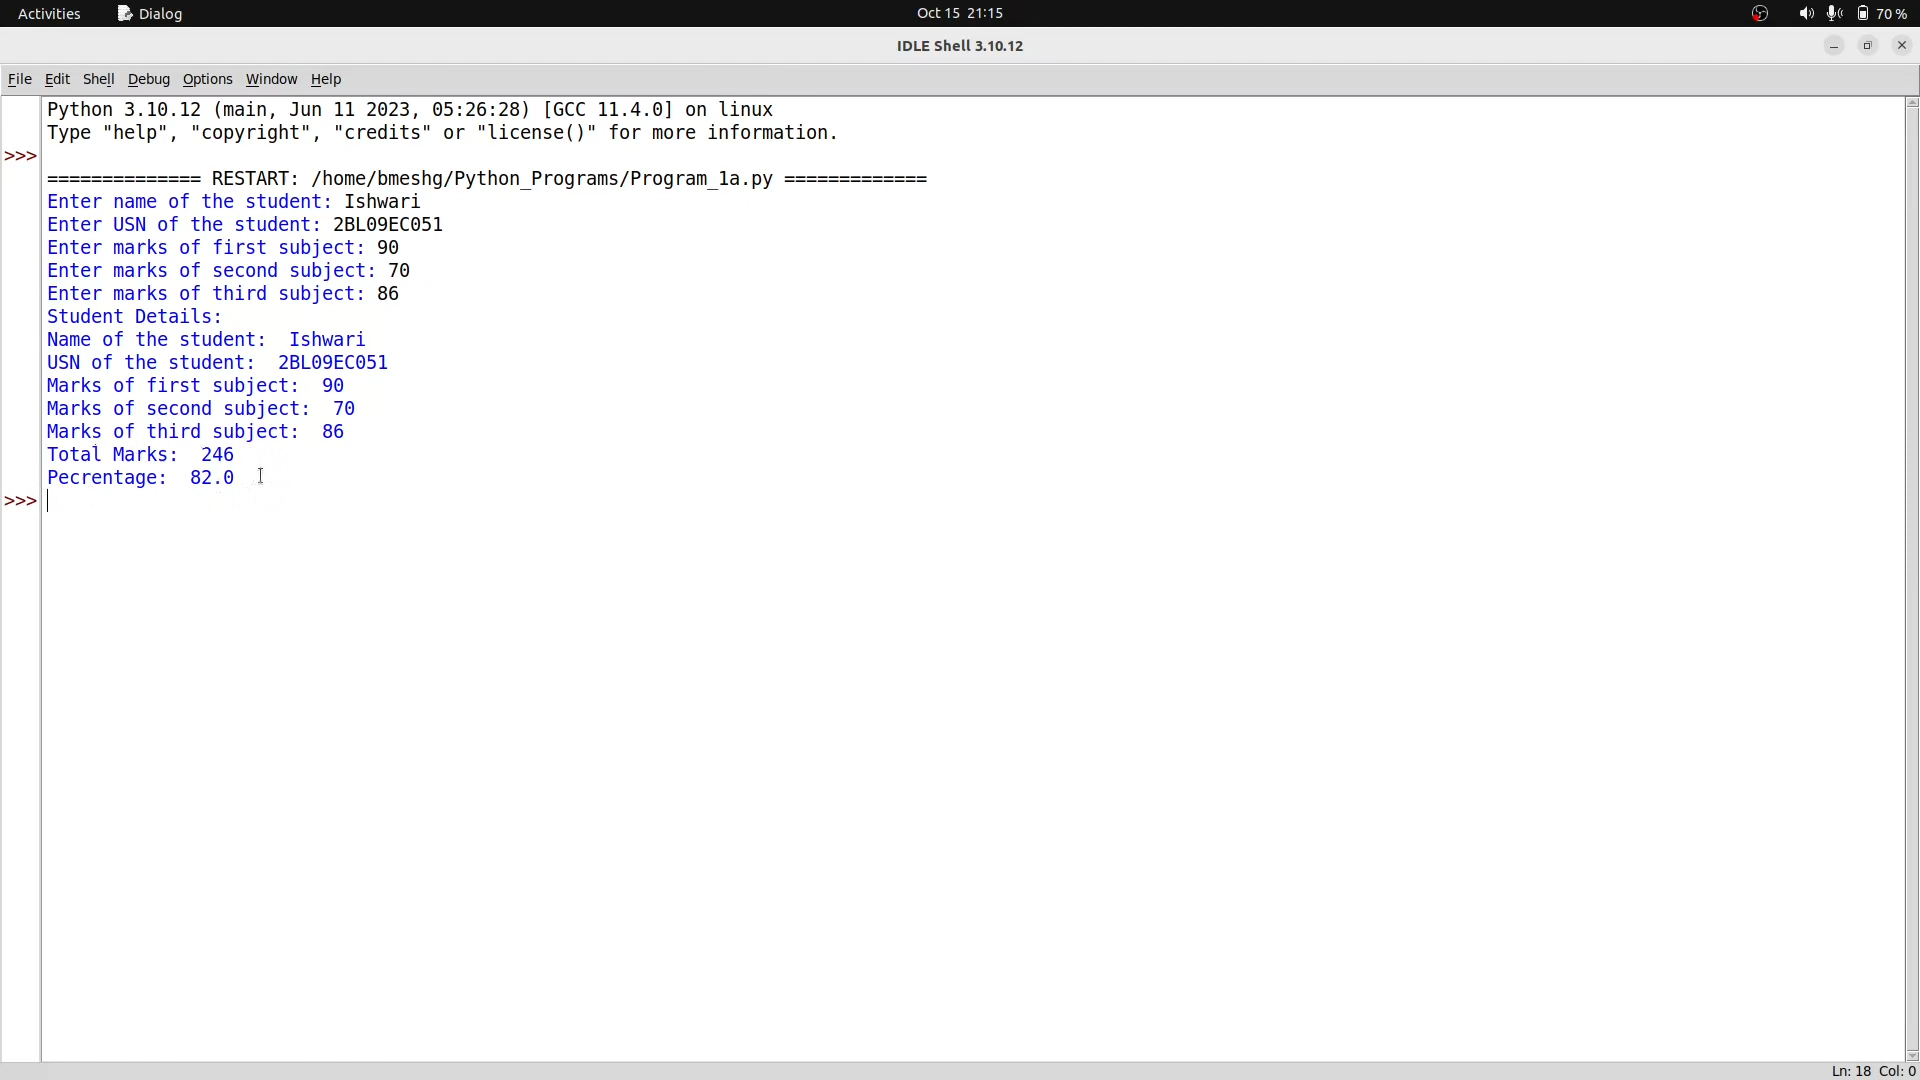 Activities Dialog Oct 15 21:15 70 %
IDLE Shell 3.10.12
File Edit Shell Debug Options Window Help
Python 3.10.12 (main, Jun 11 2023, 05:26:28) [GCC 11.4.0] on linux
Type "help", "copyright", "credits" or "license()" for more information.
>>>
============== RESTART: /home/bmeshg/Python_Programs/Program_1a.py =============
Enter name of the student: Ishwari
Enter USN of the student: 2BL09EC051
Enter marks of first subject: 90
Enter marks of second subject: 70
Enter marks of third subject: 86
Student Details:
Name of the student:  Ishwari
USN of the student:  2BL09EC051
Marks of first subject:  90
Marks of second subject:  70
Marks of third subject:  86
Total Marks:  246
Pecrentage:  82.0
>>>
Ln: 18 Col: 0